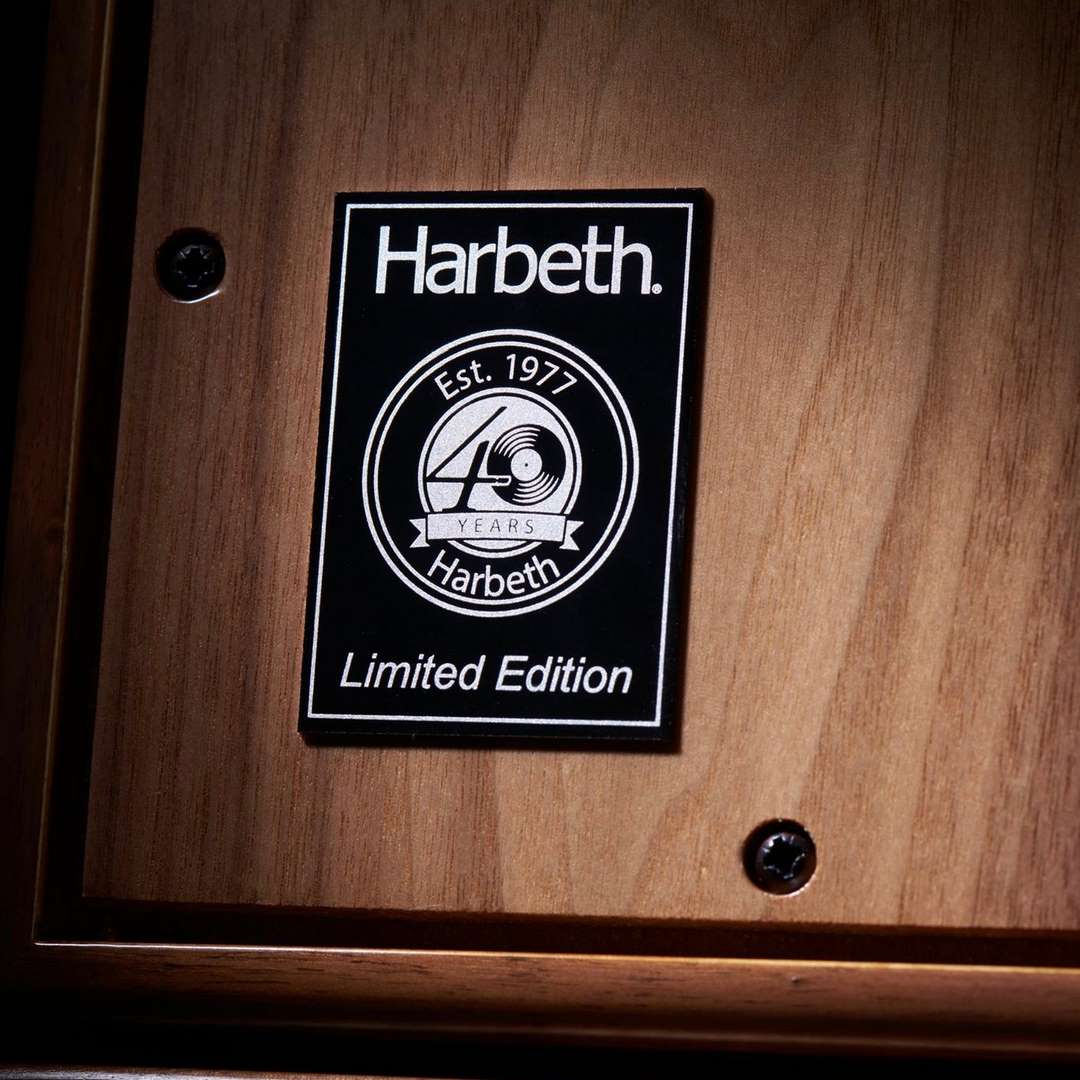 Harbeth®
Est. 1977
40
YEARS
Harbeth
Limited Edition